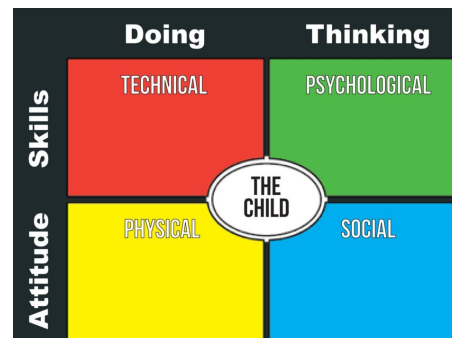 Doing Thinking
Skills
TECHNICAL PSYCHOLOGICAL
THE
CHILD
Attitude
PHYSICAL SOCIAL